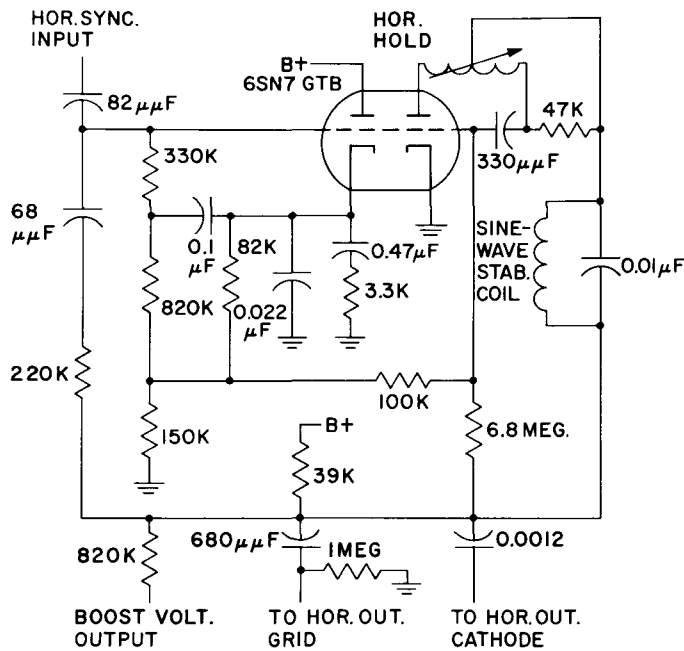 HOR. SYNC.
INPUT
B+
6SN7 GTB
HOR.
HOLD
82μμF
47K
330K
330μμF
68
μμF
0.1
μF
82K
0.47μF
SINE-
WAVE
STAB.
COIL
0.01μF
820K
0.022
μF
3.3K
220K
100K
150K
B+
6.8 MEG.
39K
820K
680μμF
1MEG
0.0012
BOOST VOLT.
OUTPUT
TO HOR. OUT.
GRID
TO HOR. OUT.
CATHODE